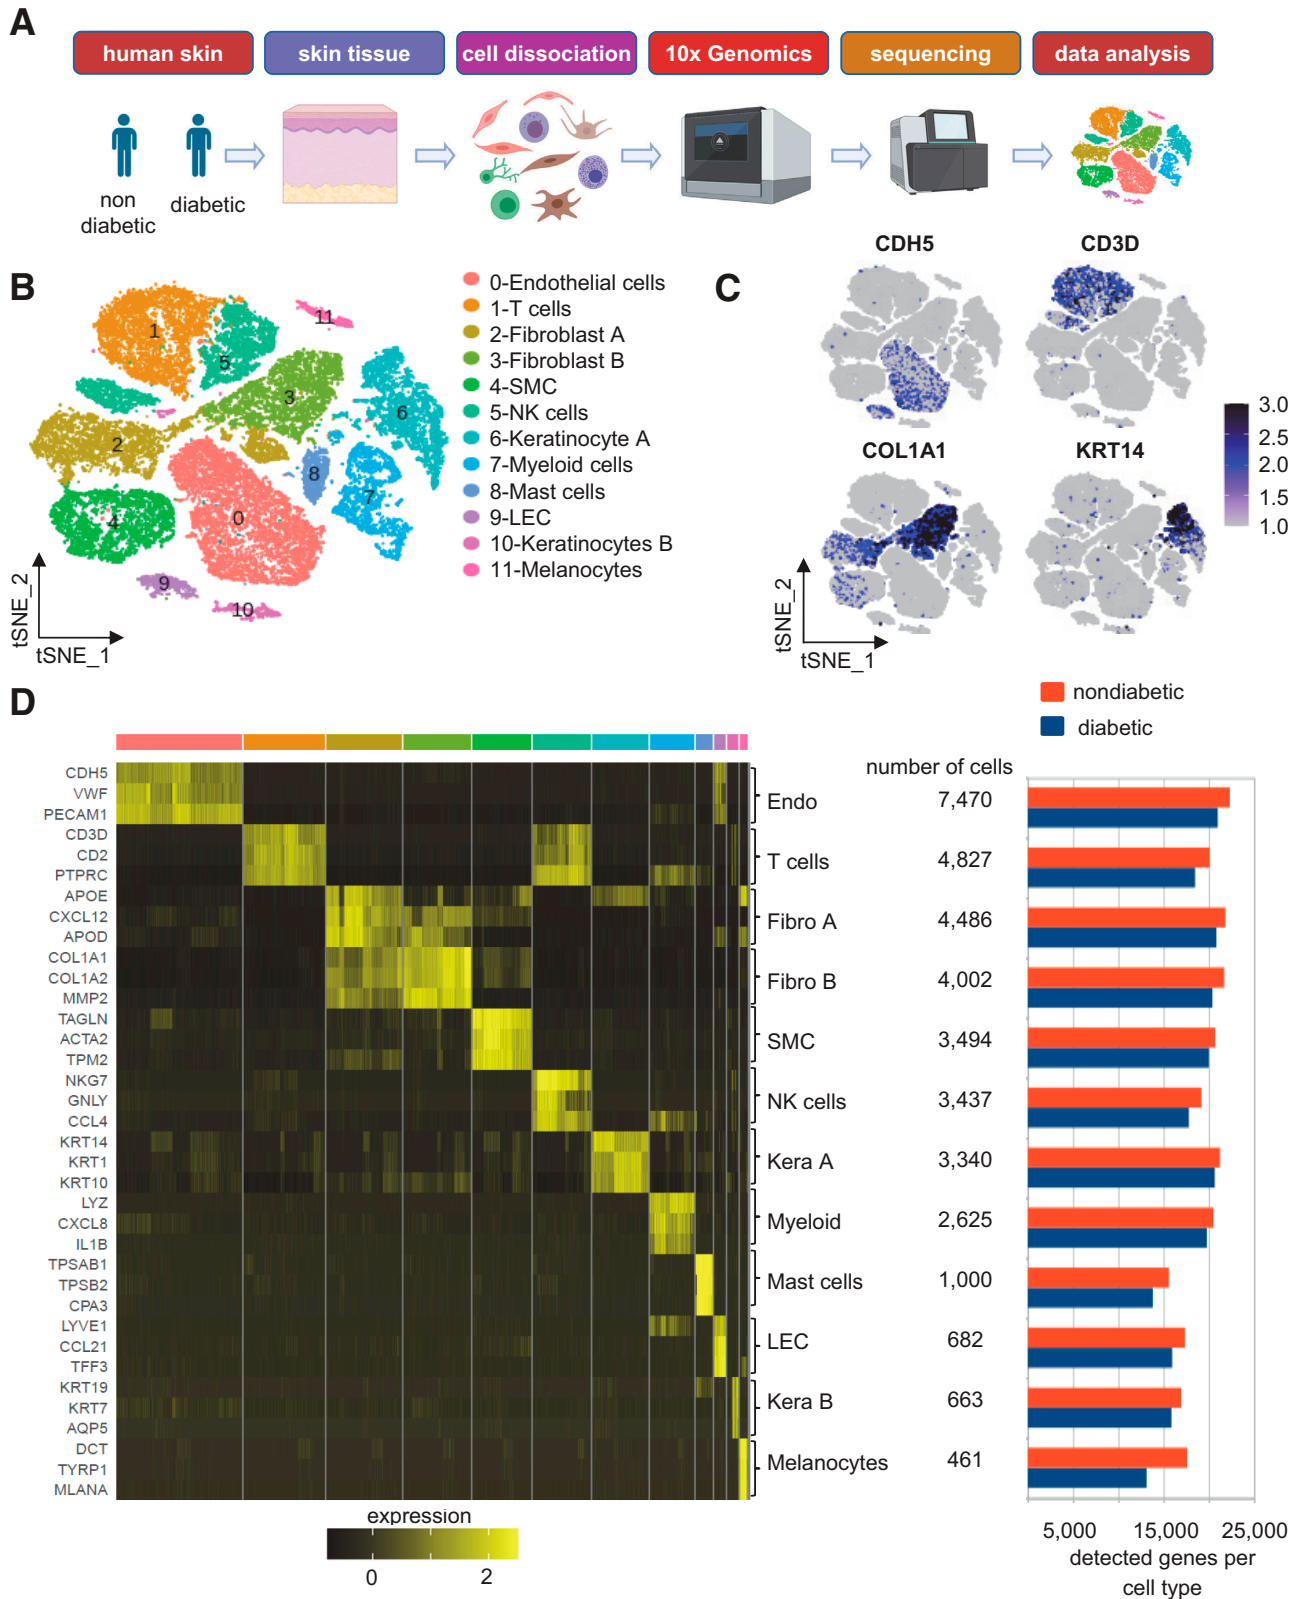 A
human skin
skin tissue
cell dissociation
10x Genomics
sequencing
data analysis
non
diabetic
diabetic
B
1
11
5
3
2
6
8
7
0
4
9
10
tSNE_2
tSNE_1
0-Endothelial cells
1-T cells
2-Fibroblast A
3-Fibroblast B
4-SMC
5-NK cells
6-Keratinocyte A
7-Myeloid cells
8-Mast cells
9-LEC
10-Keratinocytes B
11-Melanocytes
C
CDH5
CD3D
COL1A1
KRT14
3.0
2.5
2.0
1.5
1.0
tSNE_2
tSNE_1
D
nondiabetic
diabetic
number of cells
CDH5
VWF
PECAM1
CD3D
CD2
PTPRC
APOE
CXCL12
APOD
COL1A1
COL1A2
MMP2
TAGLN
ACTA2
TPM2
NKG7
GNLY
CCL4
KRT14
KRT1
KRT10
LYZ
CXCL8
IL1B
TPSAB1
TPSB2
CPA3
LYVE1
CCL21
TFF3
KRT19
KRT7
AQP5
DCT
TYRP1
MLANA
Endo 7,470
T cells 4,827
Fibro A 4,486
Fibro B 4,002
SMC 3,494
NK cells 3,437
Kera A 3,340
Myeloid 2,625
Mast cells 1,000
LEC 682
Kera B 663
Melanocytes 461
expression
0 2
5,000 15,000 25,000
detected genes per
cell type